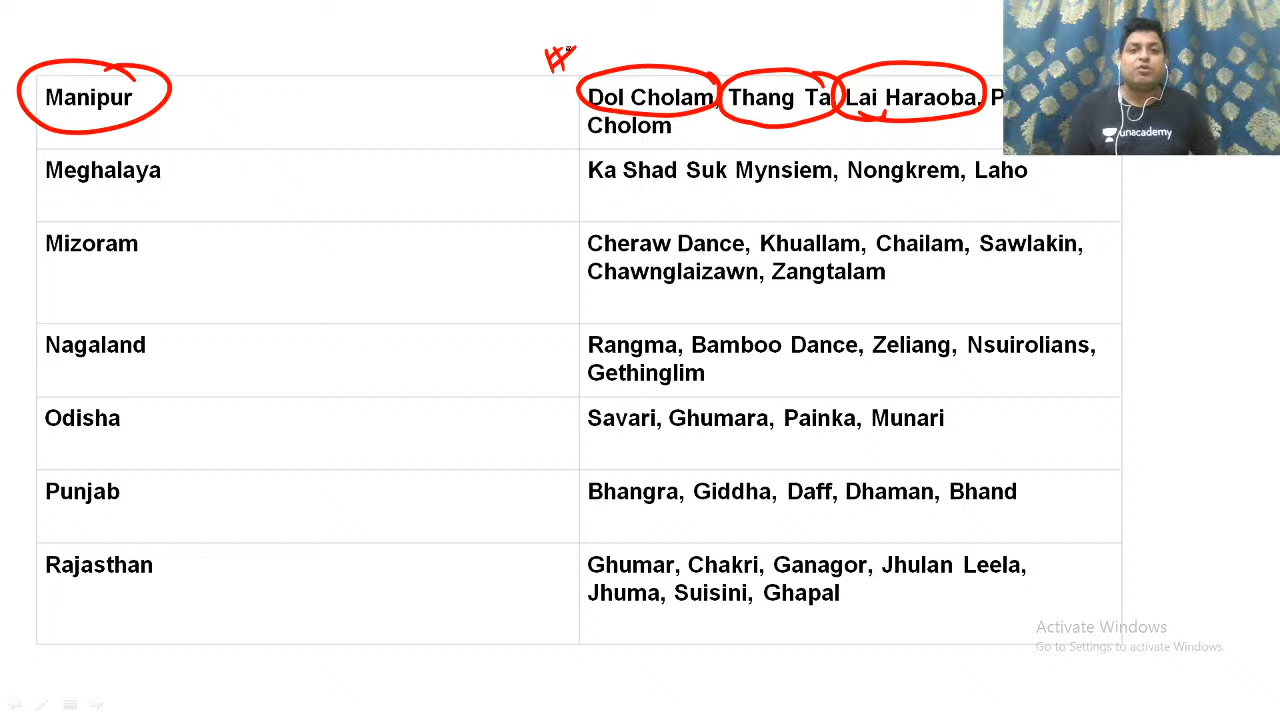 Manipur
Dol Cholam, Thang Ta, Lai Haraoba, P
Cholom
Meghalaya
Ka Shad Suk Mynsiem, Nongkrem, Laho
Mizoram
Cheraw Dance, Khuallam, Chailam, Sawlakin,
Chawnglaizawn, Zangtalam
Nagaland
Rangma, Bamboo Dance, Zeliang, Nsuirolians,
Gethinglim
Odisha
Savari, Ghumara, Painka, Munari
Punjab
Bhangra, Giddha, Daff, Dhaman, Bhand
Rajasthan
Ghumar, Chakri, Ganagor, Jhulan Leela,
Jhuma, Suisini, Ghapal
unacademy
Activate Windows
Go to Settings to activate Windows.